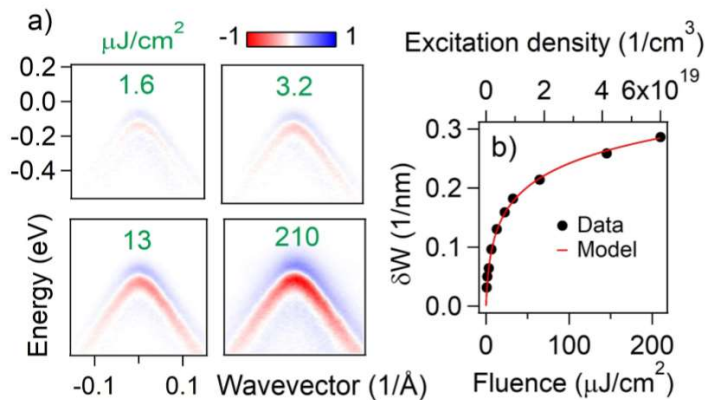 a)
μJ/cm²
-1 1
1.6
3.2
0.2
0.0
-0.2
-0.4
13
210
Energy (eV)
-0.1 0.1
Wavevector (1/Å)
Excitation density (1/cm³)
0 2 4 6x10¹⁹
b)
0.3
0.2
0.1
0.0
δW (1/nm)
Data
Model
0 100 200
Fluence (μJ/cm²)